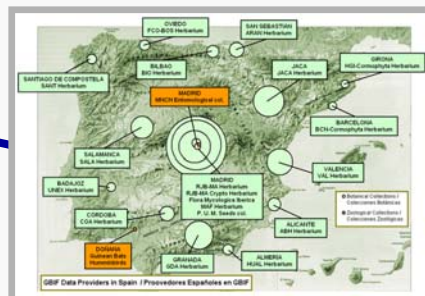 OVIEDO
FCO-BOS Herbarium
SAN SEBASTIAN
ARAN Herbarium
SANTIAGO DE COMPOSTELA
SANT Herbarium
BILBAO
BIO Herbarium
JACA
JACA Herbarium
GIRONA
HGI-Cormophyta Herbarium
MADRID
MNCN Entomological col.
BARCELONA
BCN-Cormophyta Herbarium
SALAMANCA
SALA Herbarium
MADRID
RJB-MA Herbarium
RJB-MA Crypto Herbarium
Flora Mycologica Iberica
MAF Herbarium
P. U. M. Seeds col.
VALENCIA
VAL Herbarium
BADAJOZ
UNEX Herbarium
Botanical Collections /
Colecciones Botánicas
Zoological Collections /
Colecciones Zoológicas
CORDOBA
COA Herbarium
ALICANTE
ABH Herbarium
DOÑANA
Guinean Bats
Hummingbirds
GRANADA
GDA Herbarium
ALMERIA
HUAL Herbarium
GBIF Data Providers in Spain / Proovedores Españoles en GBIF